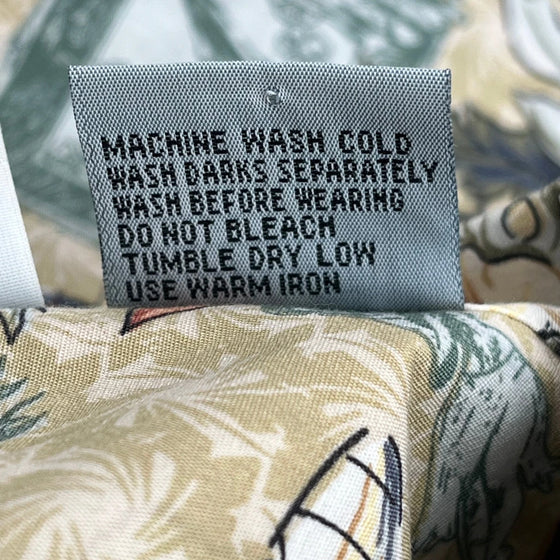 MACHINE WASH COLD
WASH DARKS SEPARATELY
WASH BEFORE WEARING
DO NOT BLEACH
TUMBLE DRY LOW
USE WARM IRON